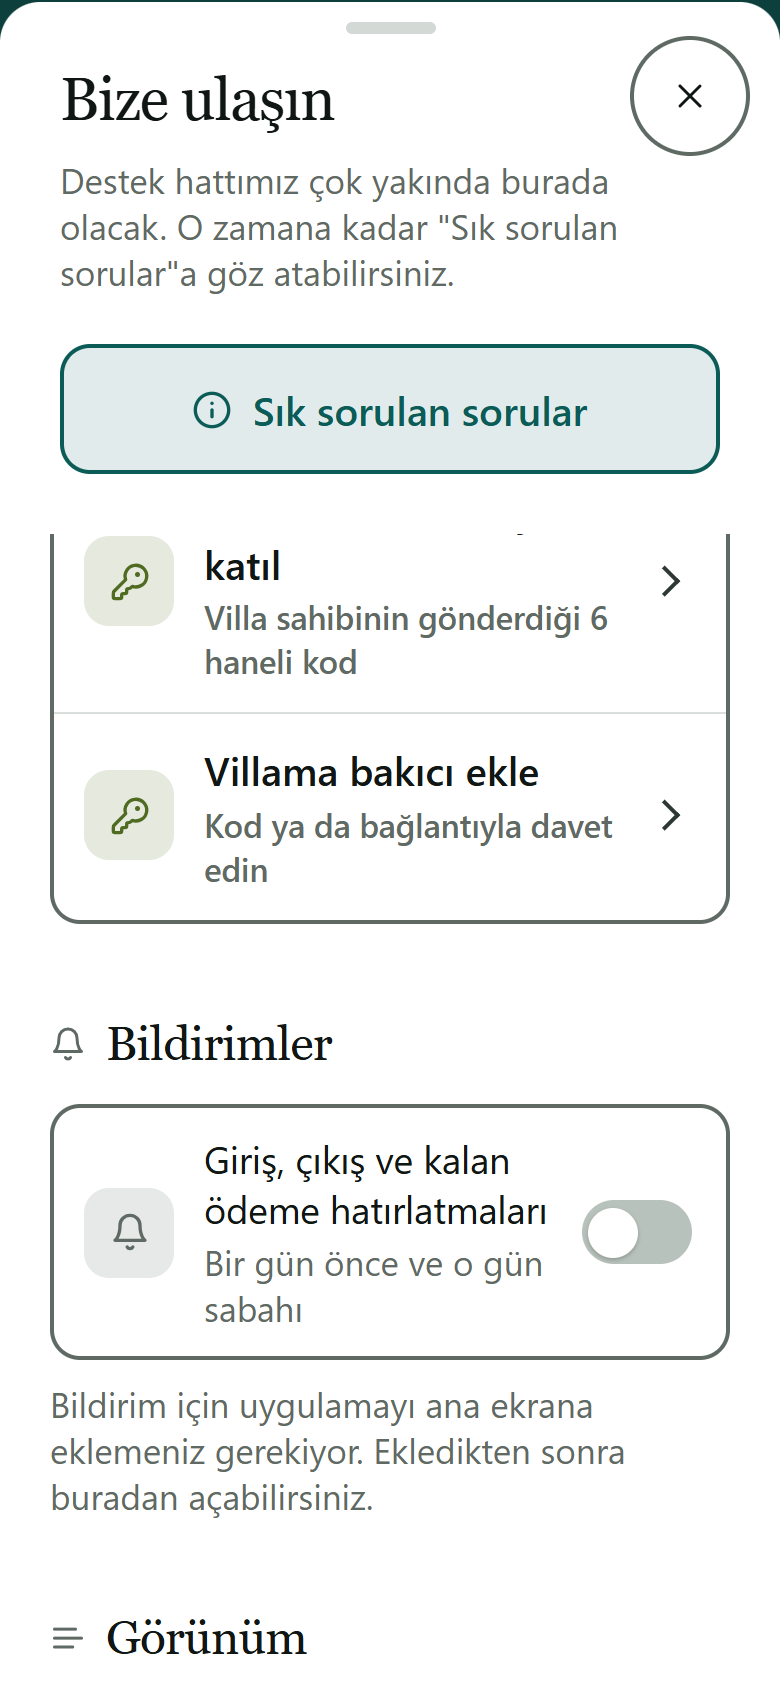 Bize ulaşın
Destek hattımız çok yakında burada
olacak. O zamana kadar "Sık sorulan
sorular"a göz atabilirsiniz.
Sık sorulan sorular
katıl
Villa sahibinin gönderdiği 6
haneli kod
Villama bakıcı ekle
Kod ya da bağlantıyla davet
edin
Bildirimler
Giriş, çıkış ve kalan
ödeme hatırlatmaları
Bir gün önce ve o gün
sabahı
Bildirim için uygulamayı ana ekrana
eklemeniz gerekiyor. Ekledikten sonra
buradan açabilirsiniz.
Görünüm